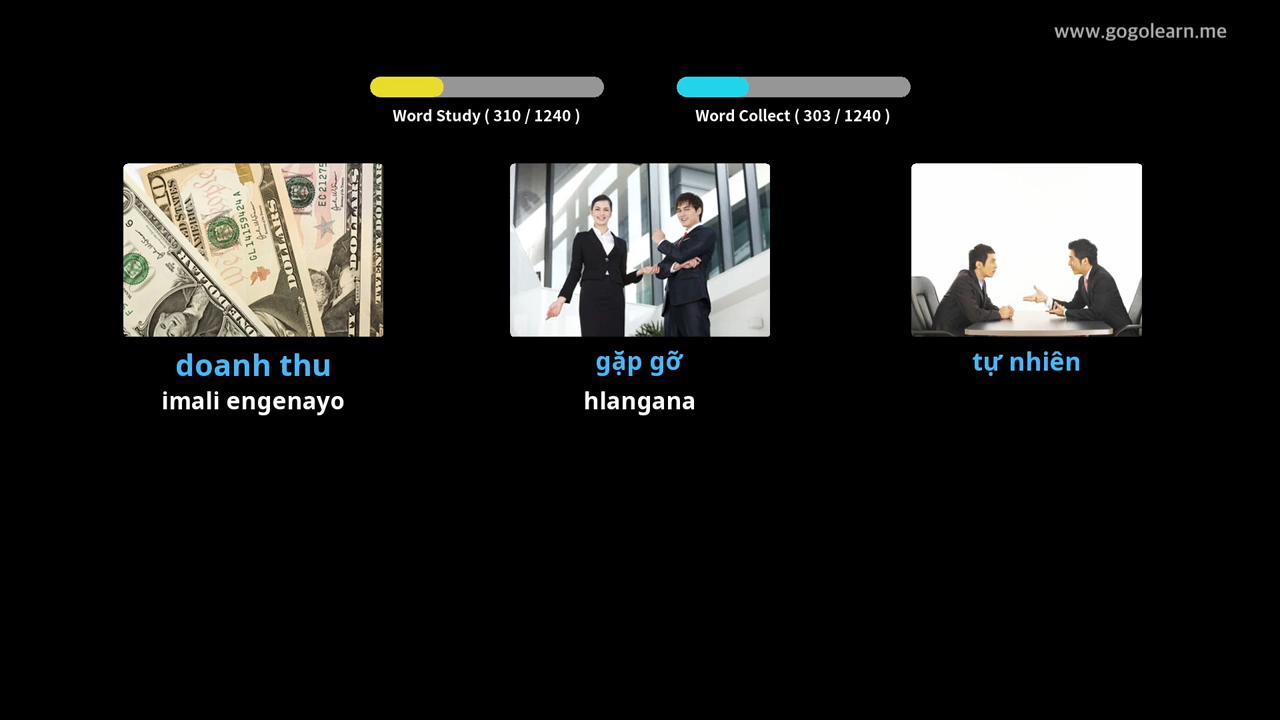 www.gogolearn.me
Word Study ( 310 / 1240 )
Word Collect ( 303 / 1240 )
doanh thu
imali engenayo
gặp gỡ
hlangana
tự nhiên